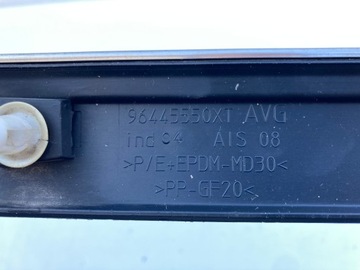 96445550XT AVG
ind 04 AIS 08
>P/E+EPDM-MD30<
>PP-GF20<